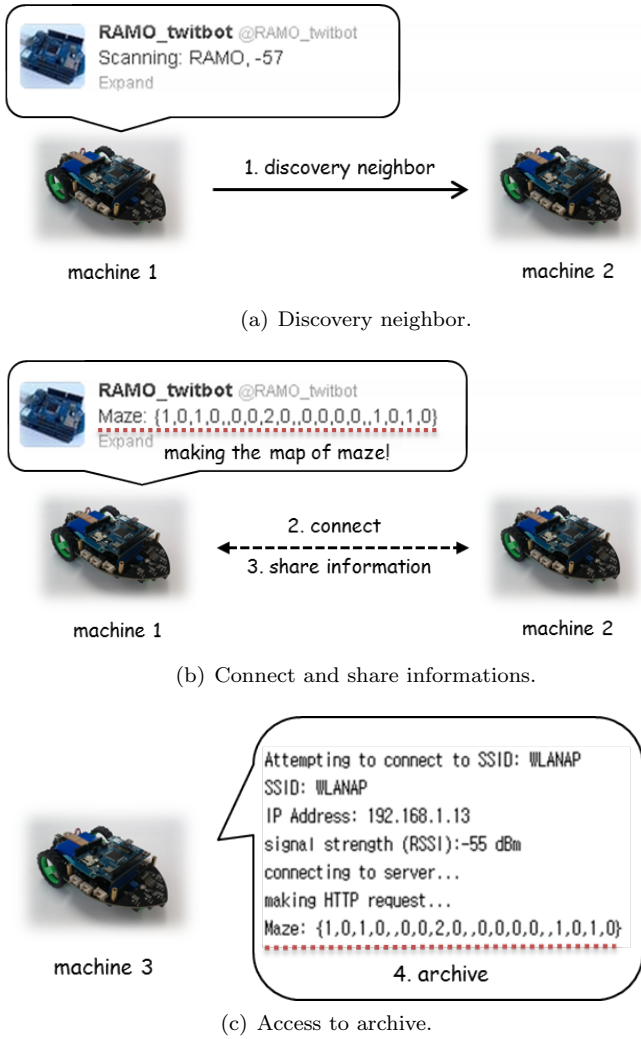 RAMO_twitbot @RAMO_twitbot
Scanning: RAMO, -57
Expand
1. discovery neighbor
machine 1
machine 2
(a) Discovery neighbor.
RAMO_twitbot @RAMO_twitbot
Maze: {1,0,1,0,,0,0,2,0,,0,0,0,0,,1,0,1,0}
Expand
making the map of maze!
2. connect
3. share information
machine 1
machine 2
(b) Connect and share informations.
Attempting to connect to SSID: WLANAP
SSID: WLANAP
IP Address: 192.168.1.13
signal strength (RSSI):-55 dBm
connecting to server...
making HTTP request...
Maze: {1,0,1,0,,0,0,2,0,,0,0,0,0,,1,0,1,0}
machine 3
4. archive
(c) Access to archive.